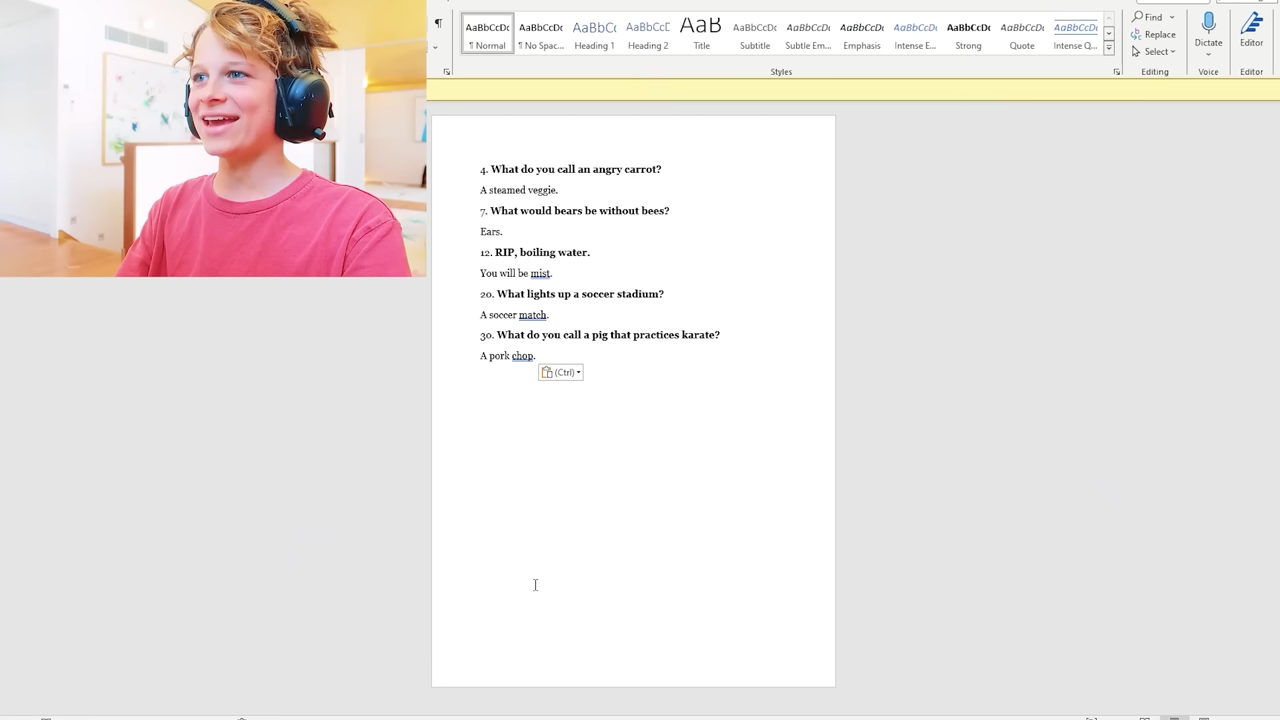 ¶
AaBbCcDc AaBbCcDc AaBbCc AaBbCcD AaB AaBbCcD AaBbCcDc AaBbCcDc AaBbCcDc AaBbCcDc AaBbCcDc AaBbCcDc
¶ Normal ¶ No Spac... Heading 1 Heading 2 Title Subtitle Subtle Em... Emphasis Intense E... Strong Quote Intense Q...
Styles
Find
Replace
Select
Editing
Dictate
Voice
Editor
Editor
4. What do you call an angry carrot?
A steamed veggie.
7. What would bears be without bees?
Ears.
12. RIP, boiling water.
You will be mist.
20. What lights up a soccer stadium?
A soccer match.
30. What do you call a pig that practices karate?
A pork chop.
(Ctrl)